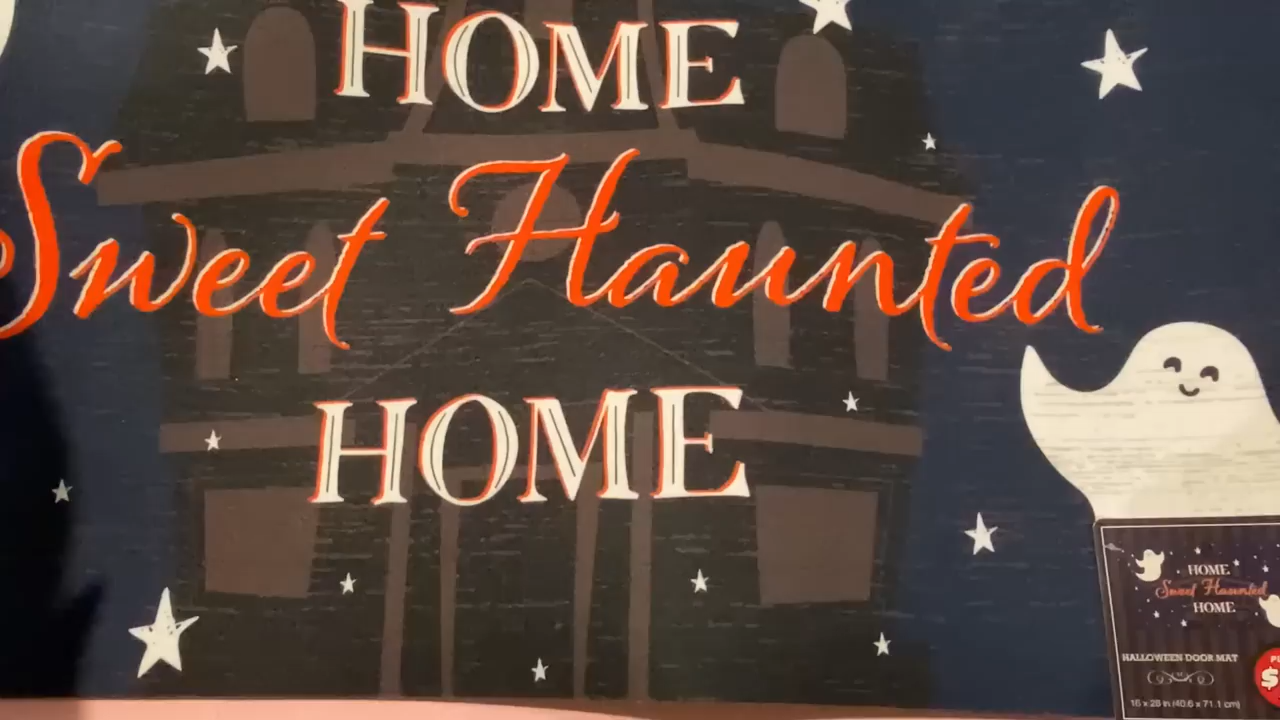 HOME
Sweet Haunted
HOME
HOME
Sweet Haunted
HOME
HALLOWEEN DOOR MAT
16 x 28 in (40.6 x 71.1 cm)
$